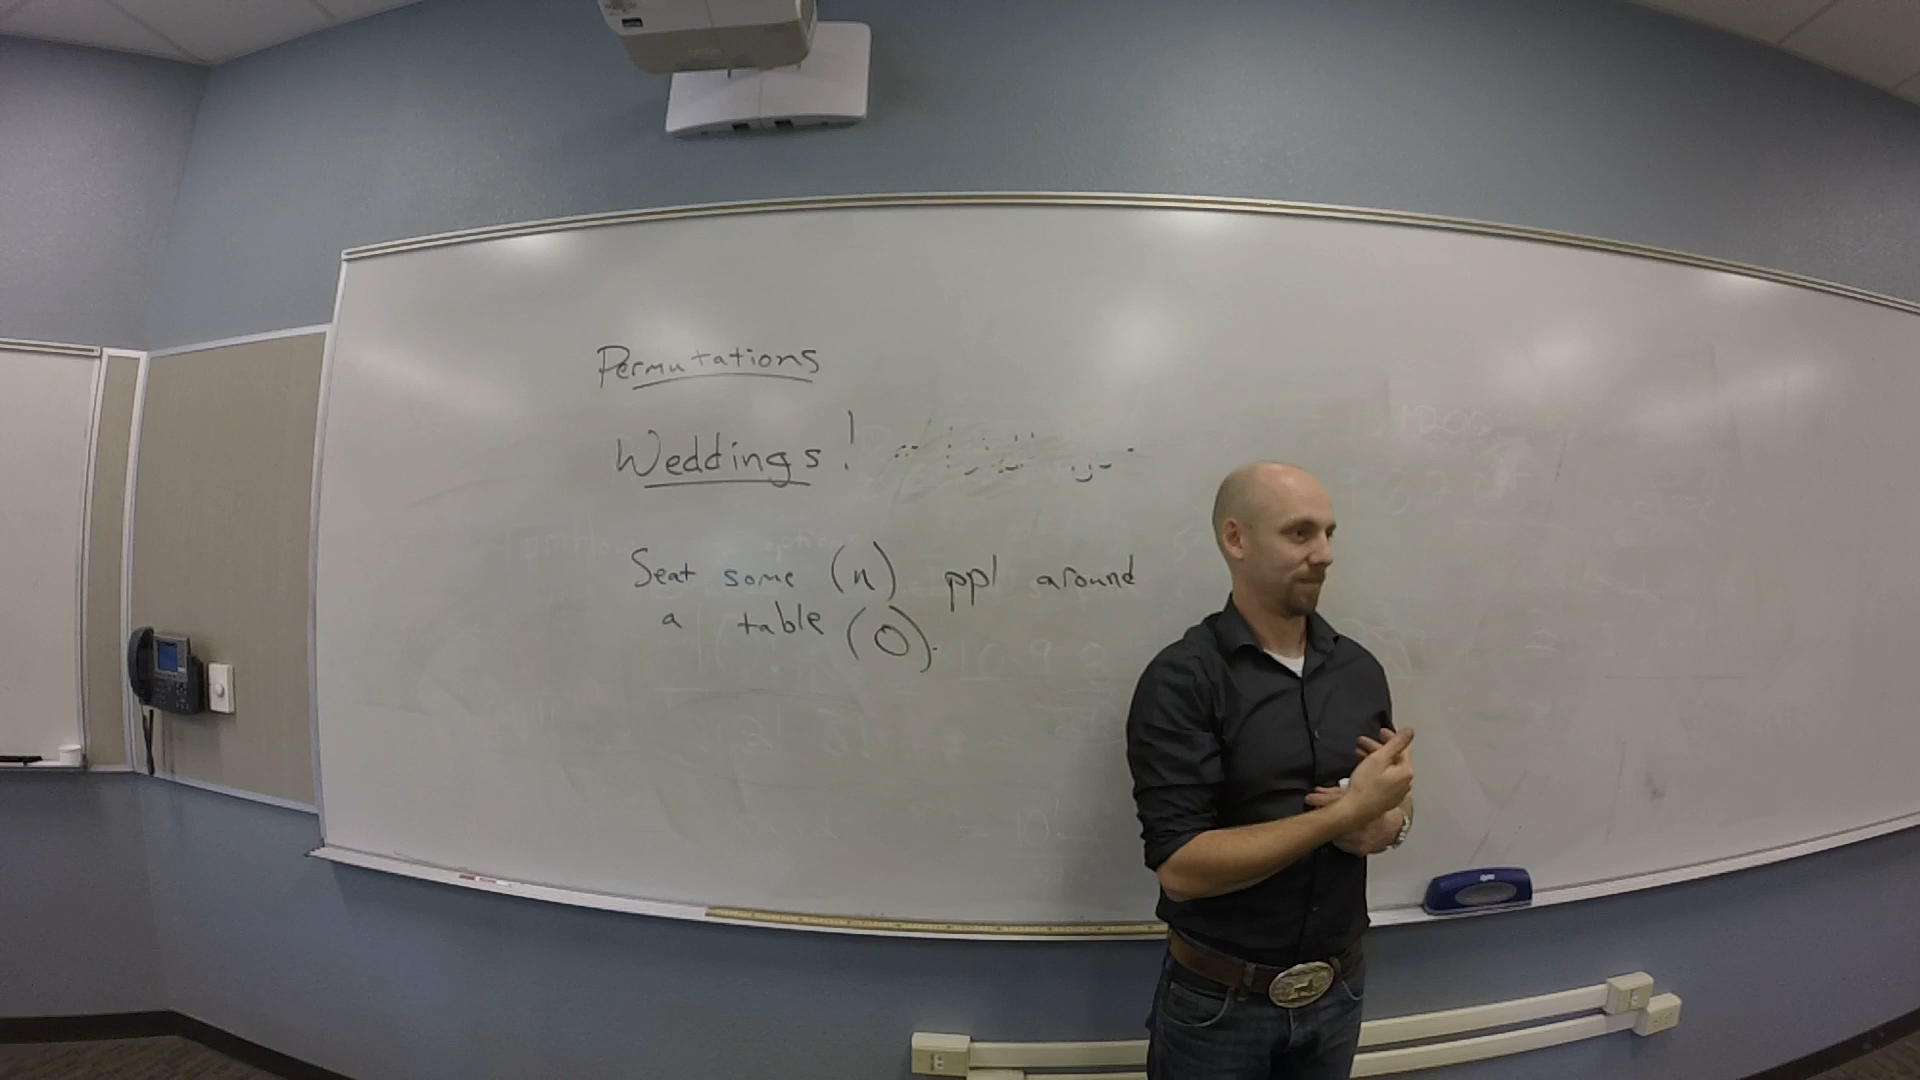 Permutations
Weddings!
Seat some (n) ppl around
a table (O).